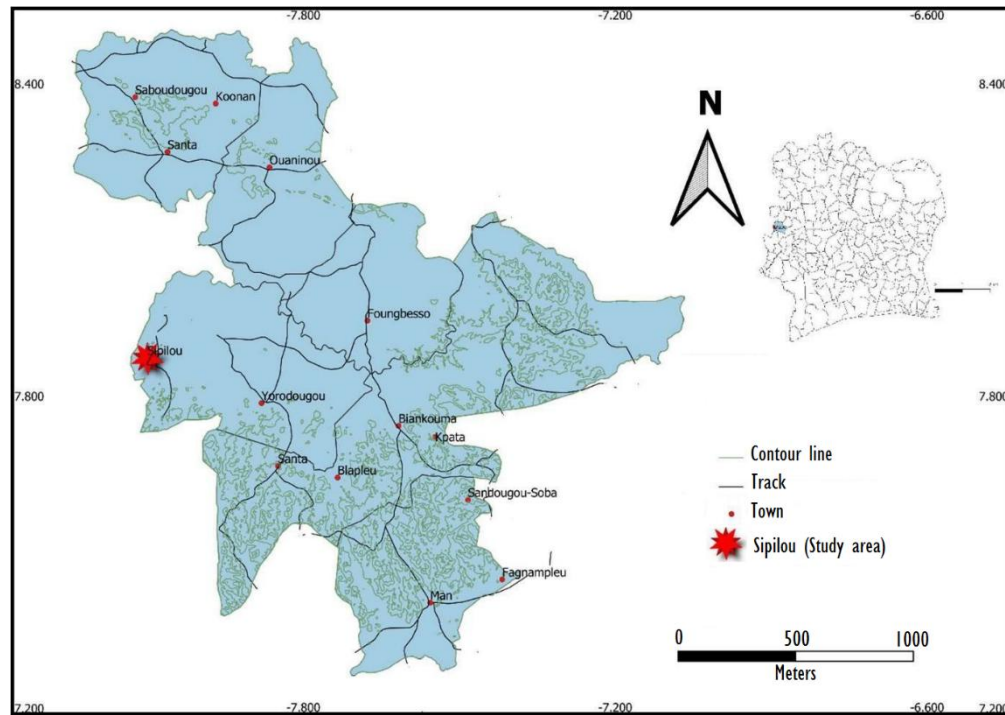 -7.800 -7.200 -6.600
8.400 8.400
Saboudougou
Koonan
Santa
Ouaninou
N
Foungbesso
Sipilou
7.800 7.800
Yorodougou
Biankouma
Kpata
Santa
Blapleu
Sandougou-Soba
Fagnampleu
Man
Contour line
Track
Town
Sipilou (Study area)
0 500 1000
Meters
7.200 -7.800 -7.200 -6.600 7.200